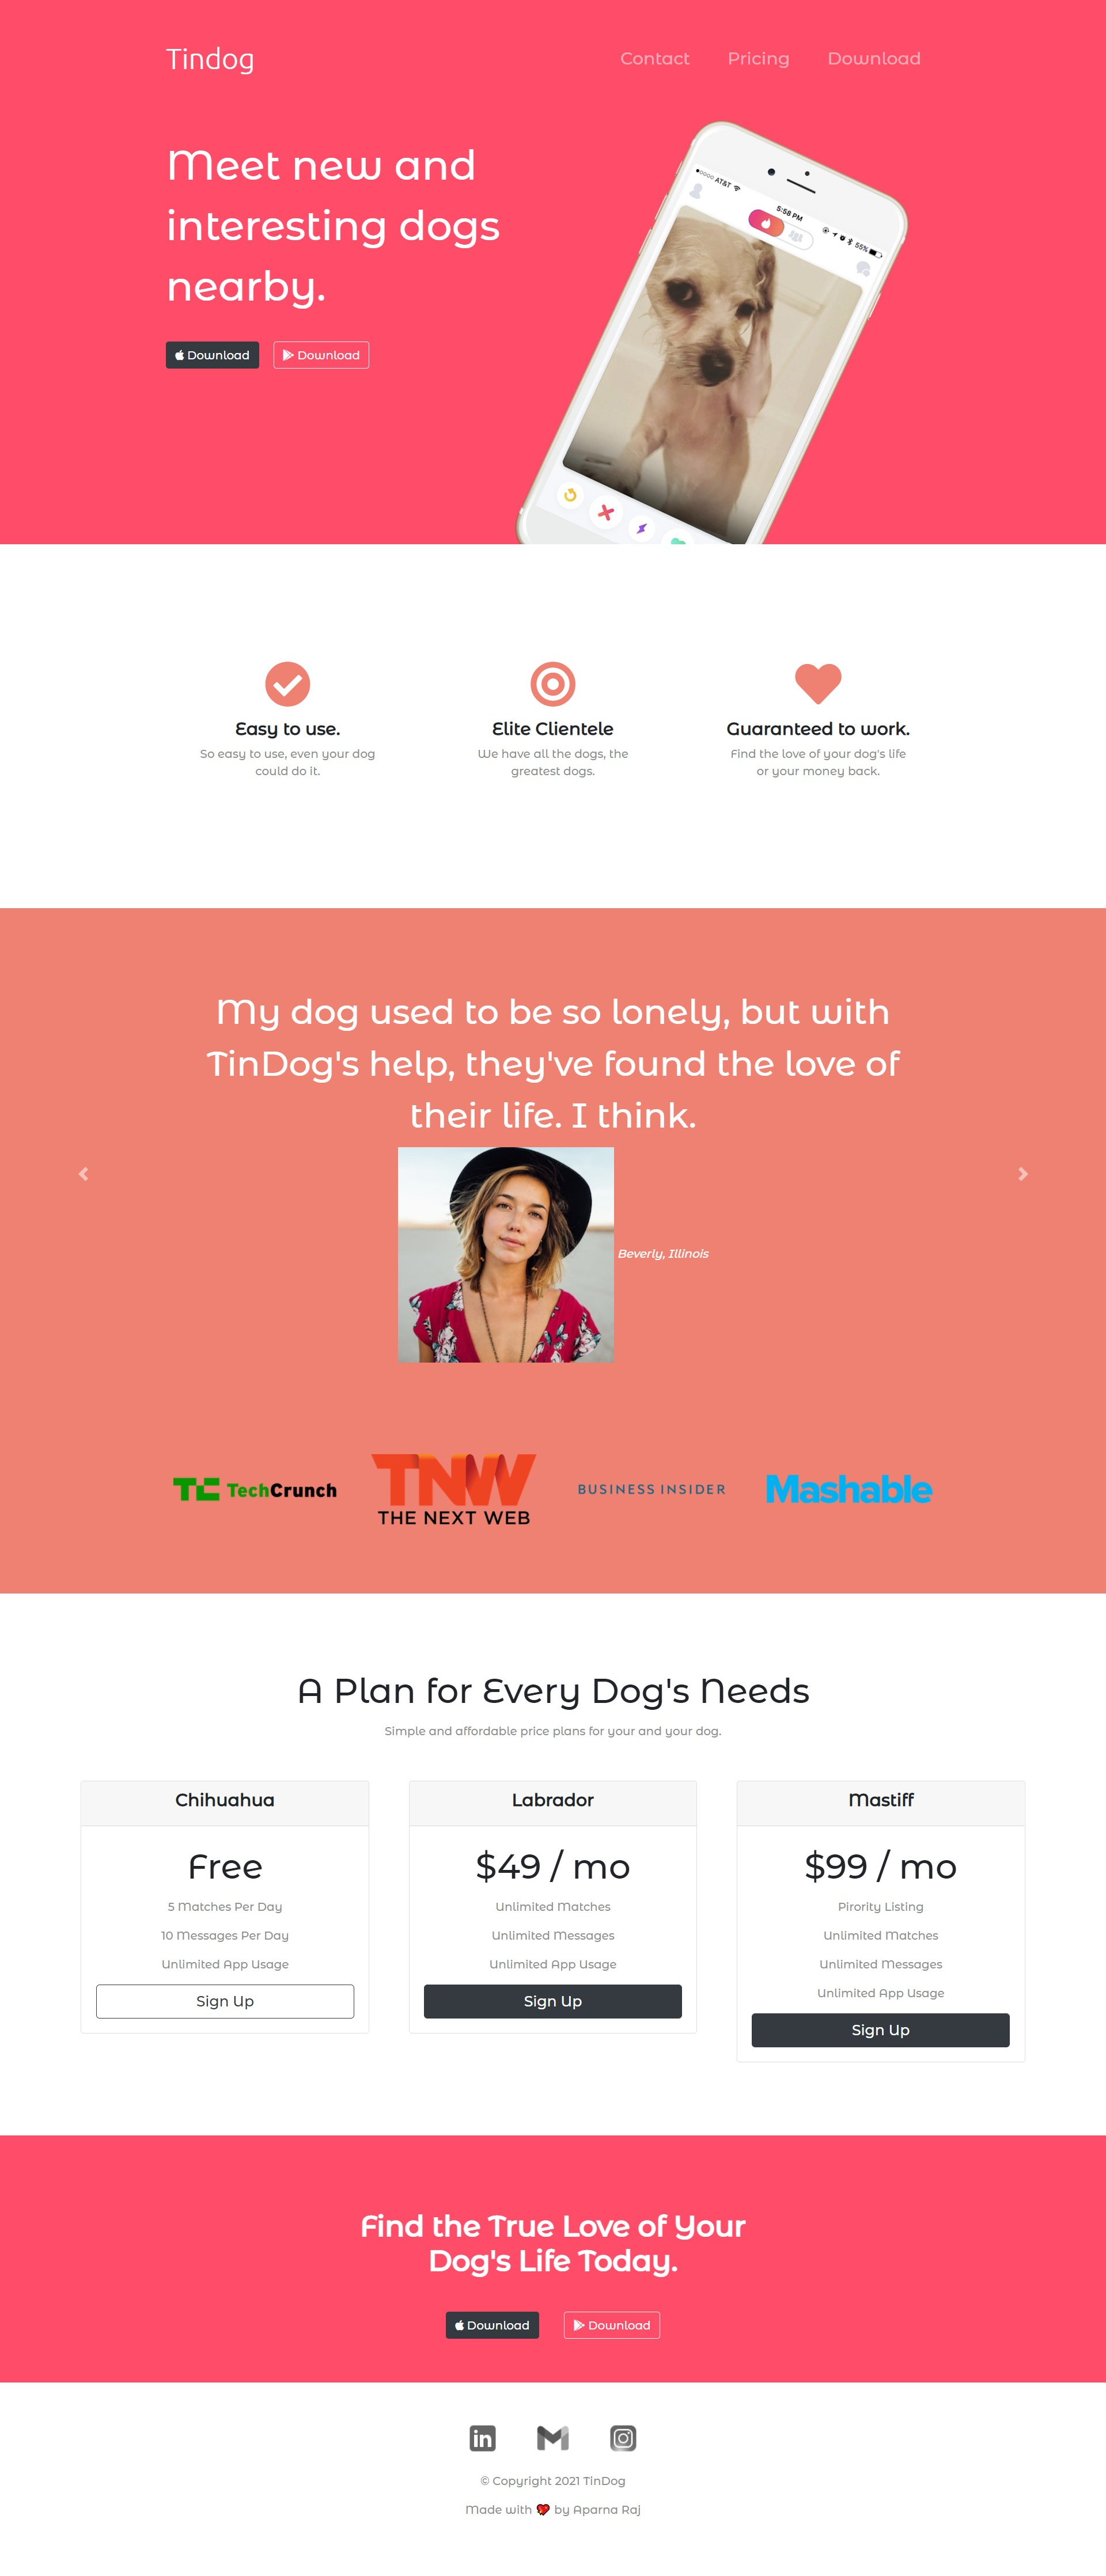 Tindog
Contact Pricing Download
Meet new and
interesting dogs
nearby.
Download Download
AT&T 5:58 PM 55%
Easy to use.
So easy to use, even your dog
could do it.
Elite Clientele
We have all the dogs, the
greatest dogs.
Guaranteed to work.
Find the love of your dog's life
or your money back.
My dog used to be so lonely, but with
TinDog's help, they've found the love of
their life. I think.
Beverly, Illinois
TC TechCrunch
TNW
THE NEXT WEB
BUSINESS INSIDER
Mashable
A Plan for Every Dog's Needs
Simple and affordable price plans for your and your dog.
Chihuahua
Free
5 Matches Per Day
10 Messages Per Day
Unlimited App Usage
Sign Up
Labrador
$49 / mo
Unlimited Matches
Unlimited Messages
Unlimited App Usage
Sign Up
Mastiff
$99 / mo
Pirority Listing
Unlimited Matches
Unlimited Messages
Unlimited App Usage
Sign Up
Find the True Love of Your
Dog's Life Today.
Download Download
in
© Copyright 2021 TinDog
Made with by Aparna Raj